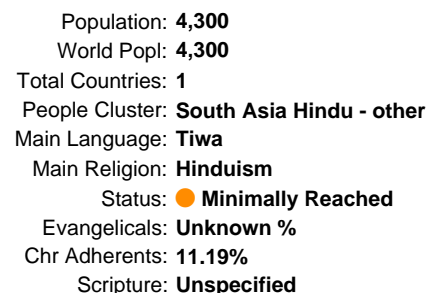 Population: 4,300
World Popl: 4,300
Total Countries: 1
People Cluster: South Asia Hindu - other
Main Language: Tiwa
Main Religion: Hinduism
Status: Minimally Reached
Evangelicals: Unknown %
Chr Adherents: 11.19%
Scripture: Unspecified